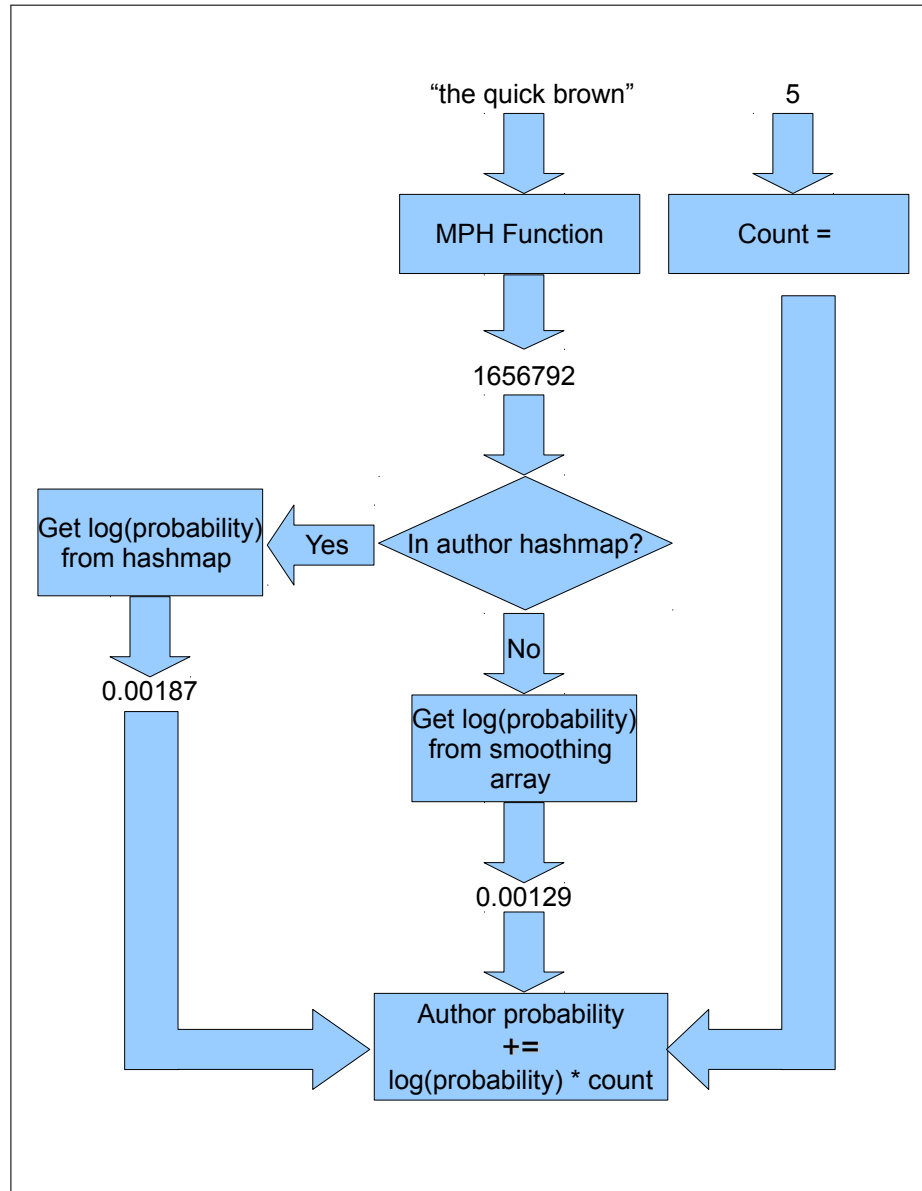 “the quick brown”
5
MPH Function
Count =
1656792
In author hashmap?
Yes
Get log(probability)
from hashmap
No
0.00187
Get log(probability)
from smoothing
array
0.00129
Author probability
+=
log(probability) * count